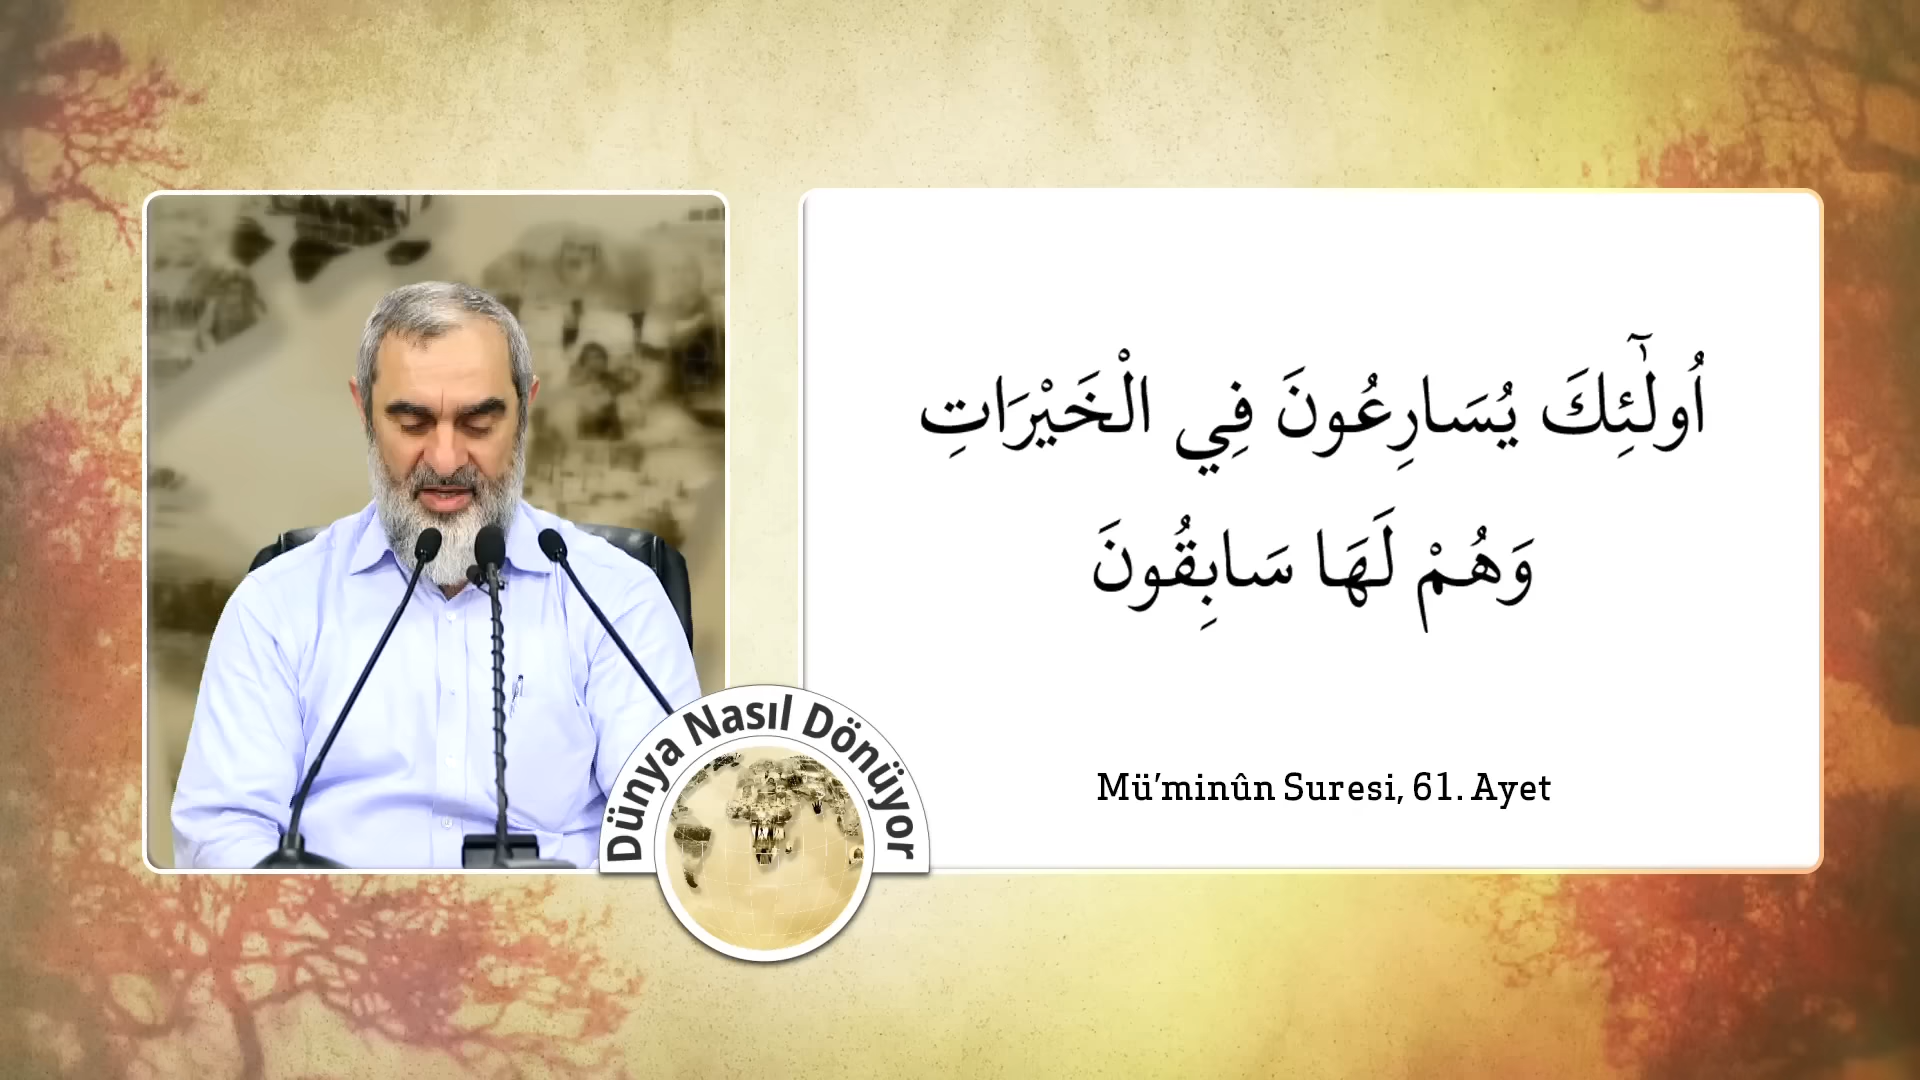 اُولٰٓئِكَ يُسَارِعُونَ فِي الْخَيْرَاتِ
وَهُمْ لَهَا سَابِقُونَ
Mü’minûn Suresi, 61. Ayet
Dünya Nasıl Dönüyor